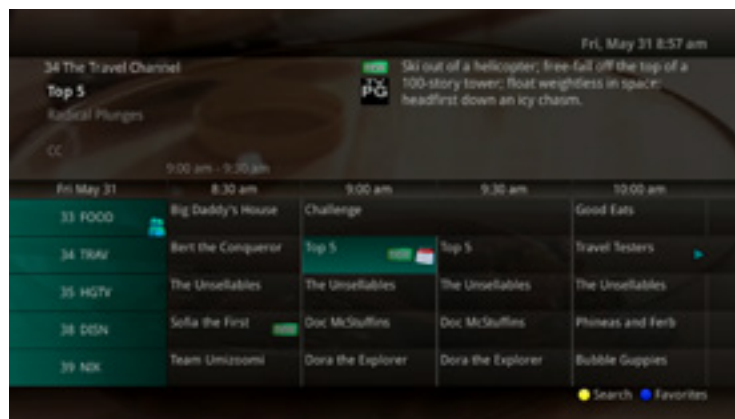 Fri, May 31 8:57 am
34 The Travel Channel
Top 5
Radical Plunges
CC
9:00 am - 9:30 am
NEW Ski out of a helicopter; free-fall off the top of a
TV PG 100-story tower; float weightless in space;
headfirst down an icy chasm.
Fri May 31 8:30 am 9:00 am 9:30 am 10:00 am
33 FOOD Big Daddy's House Challenge Good Eats
34 TRAV Bert the Conqueror Top 5 NEW Top 5 Travel Testers
35 HGTV The Unsellables The Unsellables The Unsellables The Unsellables
38 DISN Sofia the First NEW Doc McStuffins Doc McStuffins Phineas and Ferb
39 NIK Team Umizoomi Dora the Explorer Dora the Explorer Bubble Guppies
Search Favorites